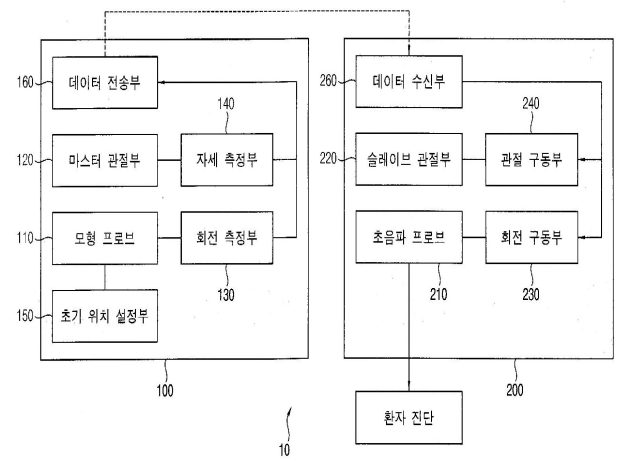 160
데이터 전송부
140
120
마스터 관절부
자세 측정부
110
모형 프로브
회전 측정부
130
150
초기 위치 설정부
100
260
데이터 수신부
240
220
슬레이브 관절부
관절 구동부
초음파 프로브
회전 구동부
210
230
200
환자 진단
10